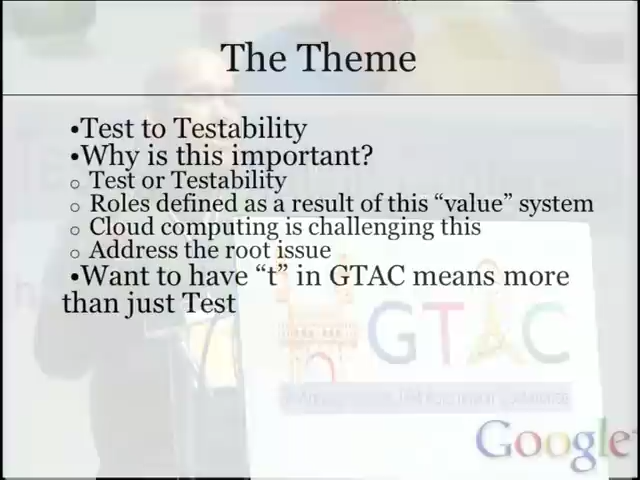 The Theme
•Test to Testability
•Why is this important?
o Test or Testability
o Roles defined as a result of this “value” system
o Cloud computing is challenging this
o Address the root issue
•Want to have “t” in GTAC means more
than just Test
GTAC
Google